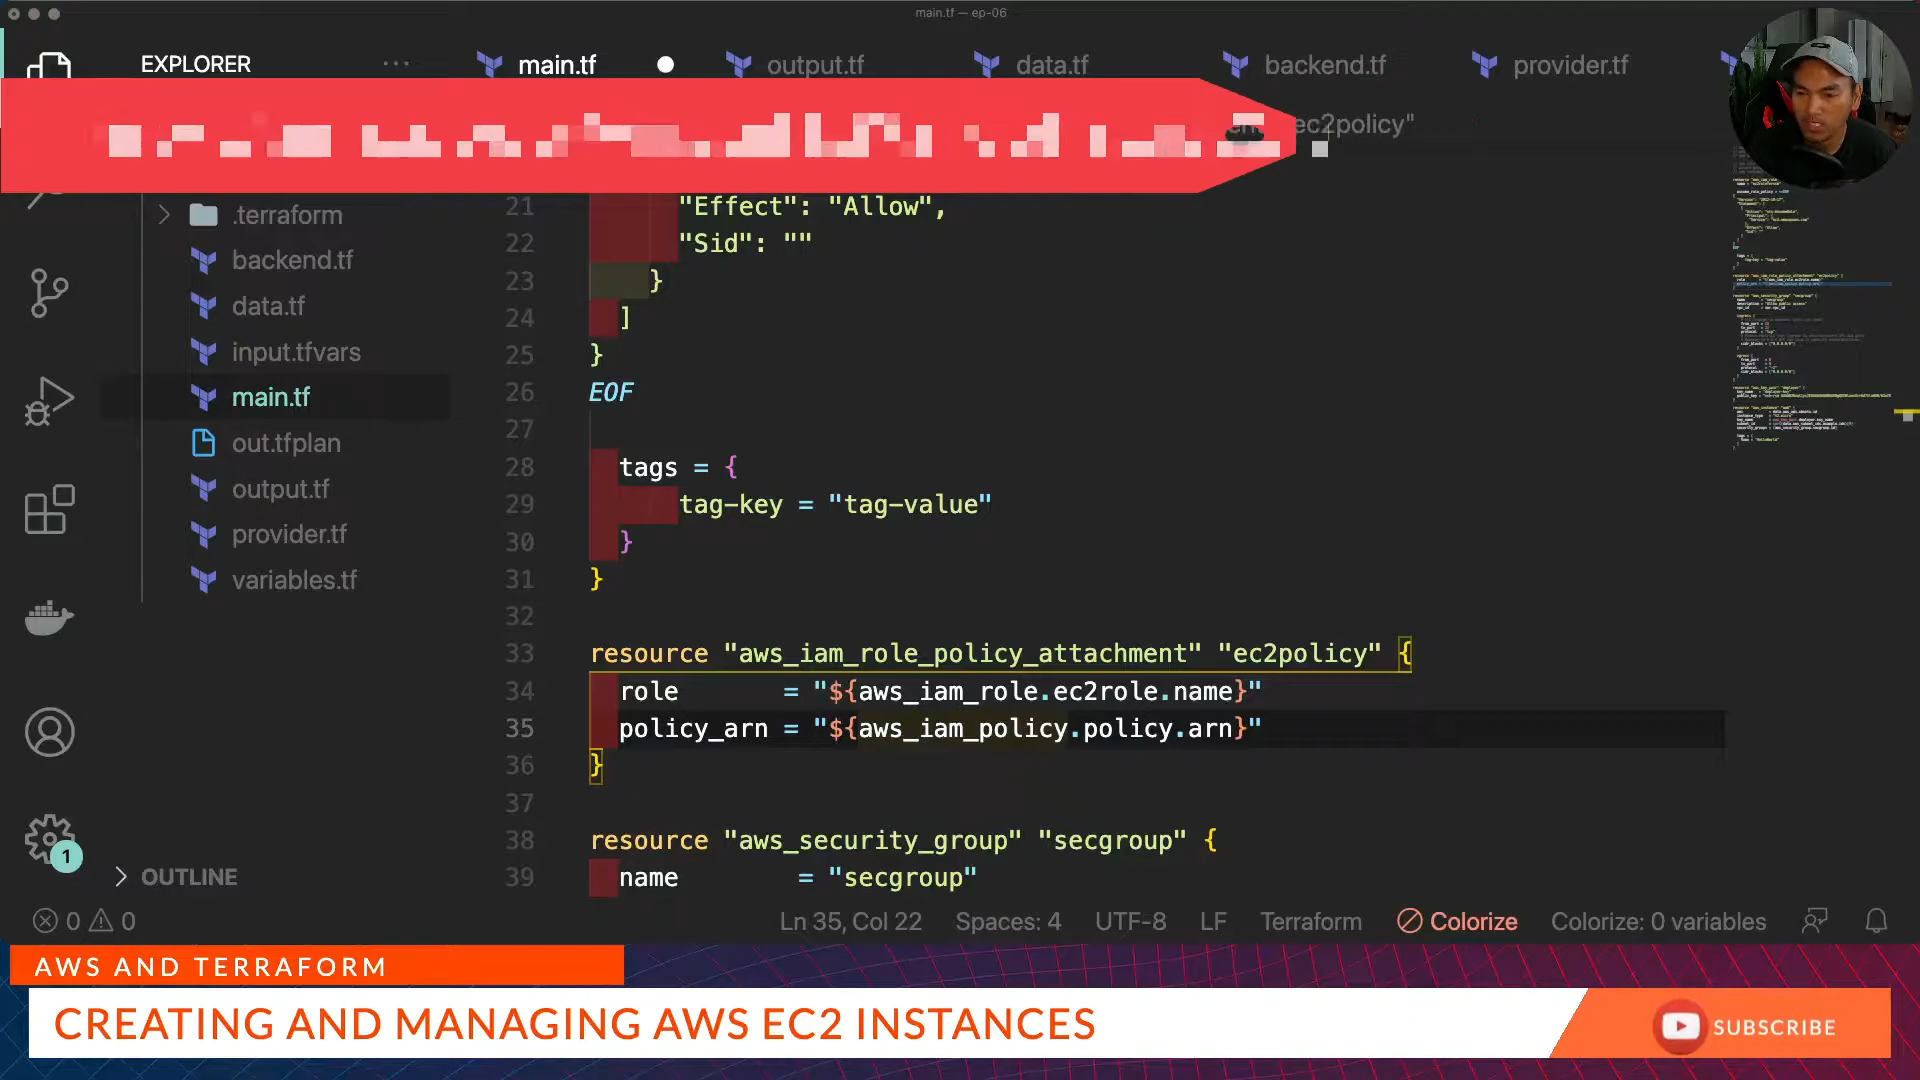 main.tf — ep-06
EXPLORER
main.tf
output.tf
data.tf
backend.tf
provider.tf
ec2policy"
.terraform
backend.tf
data.tf
input.tfvars
main.tf
out.tfplan
output.tf
provider.tf
variables.tf
OUTLINE
21 "Effect": "Allow",
22 "Sid": ""
23 }
24 ]
25 }
26 EOF
27
28 tags = {
29 tag-key = "tag-value"
30 }
31 }
32
33 resource "aws_iam_role_policy_attachment" "ec2policy" {
34 role = "${aws_iam_role.ec2role.name}"
35 policy_arn = "${aws_iam_policy.policy.arn}"
36 }
37
38 resource "aws_security_group" "secgroup" {
39 name = "secgroup"
1
0 0
Ln 35, Col 22
Spaces: 4
UTF-8
LF
Terraform
Colorize
Colorize: 0 variables
AWS AND TERRAFORM
CREATING AND MANAGING AWS EC2 INSTANCES
SUBSCRIBE